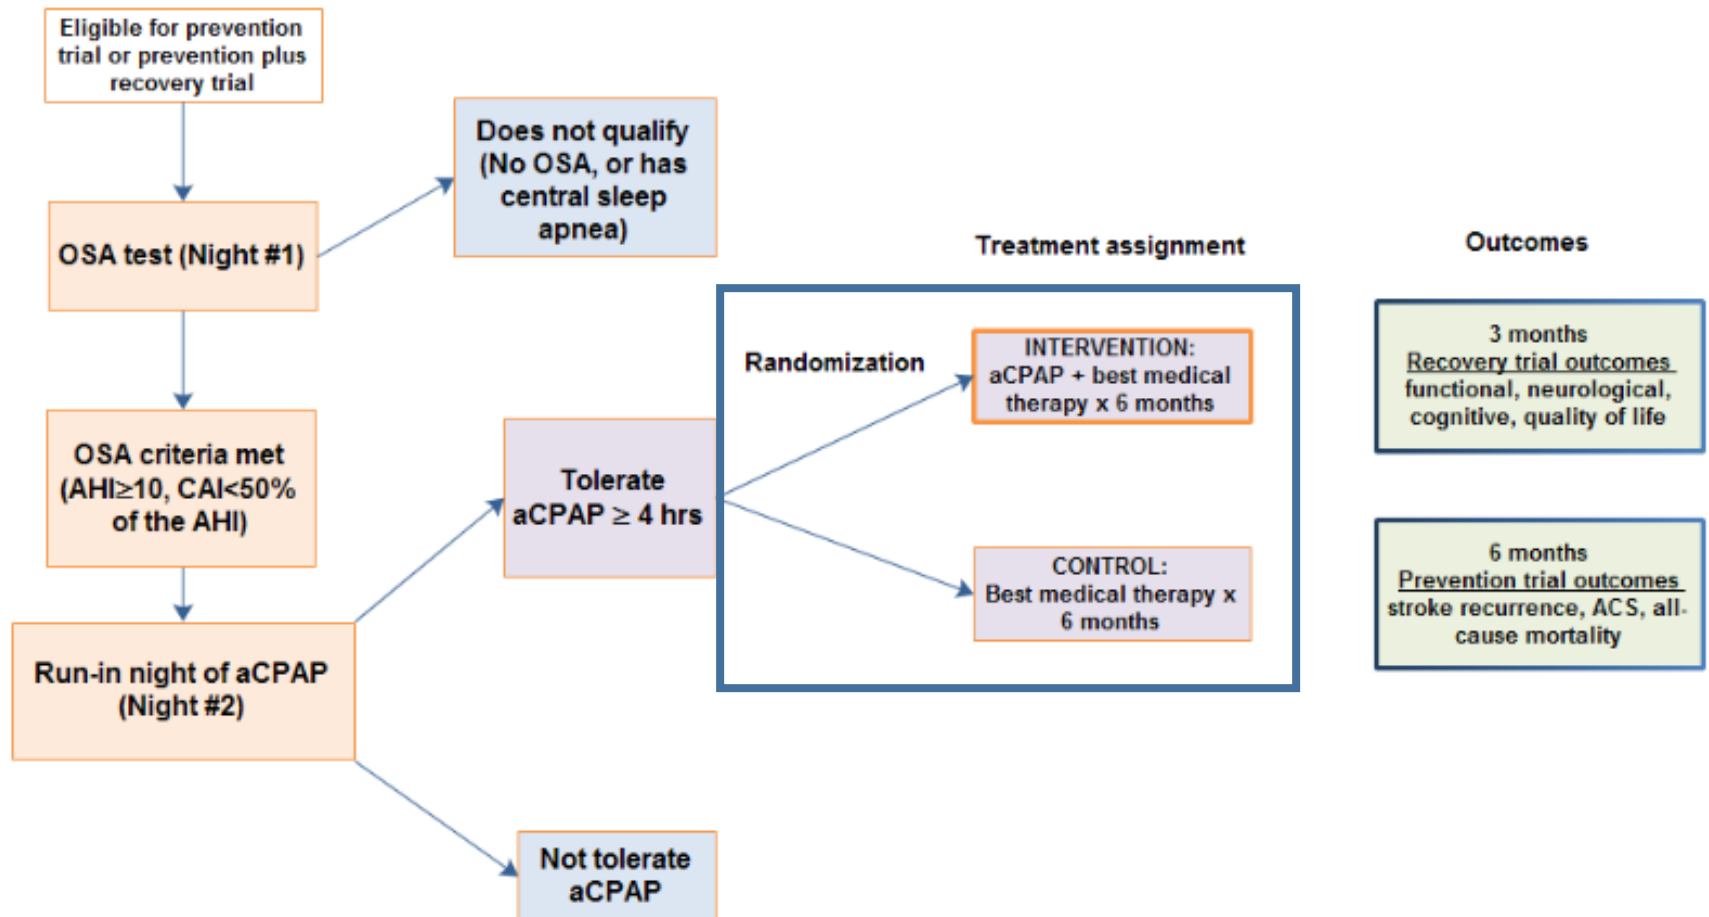 Eligible for prevention
trial or prevention plus
recovery trial
Does not qualify
(No OSA, or has
central sleep
apnea)
OSA test (Night #1)
Treatment assignment
Outcomes
Randomization
INTERVENTION:
aCPAP + best medical
therapy x 6 months
3 months
Recovery trial outcomes
functional, neurological,
cognitive, quality of life
OSA criteria met
(AHI≥10, CAI<50%
of the AHI)
Tolerate
aCPAP ≥ 4 hrs
CONTROL:
Best medical therapy x
6 months
6 months
Prevention trial outcomes
stroke recurrence, ACS, all-
cause mortality
Run-in night of aCPAP
(Night #2)
Not tolerate
aCPAP